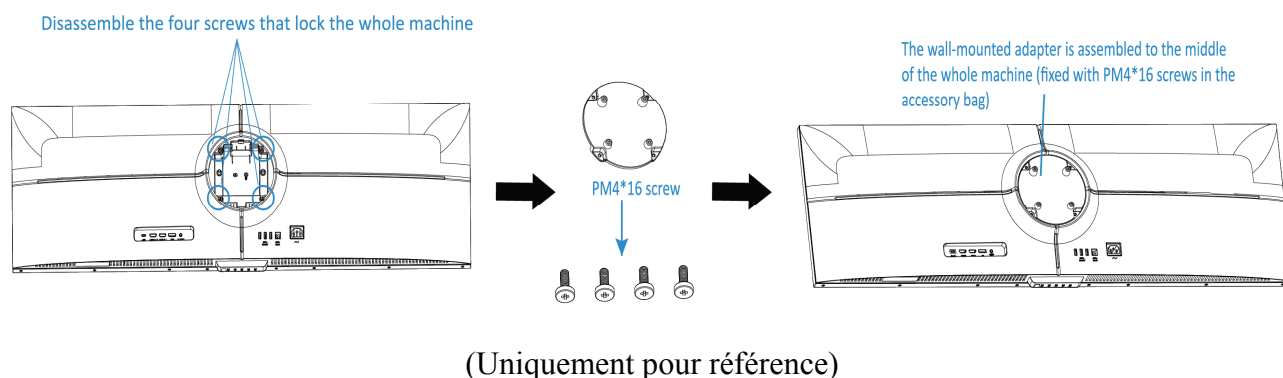 Disassemble the four screws that lock the whole machine
The wall-mounted adapter is assembled to the middle
of the whole machine (fixed with PM4*16 screws in the
accessory bag)
PM4*16 screw
(Uniquement pour référence)